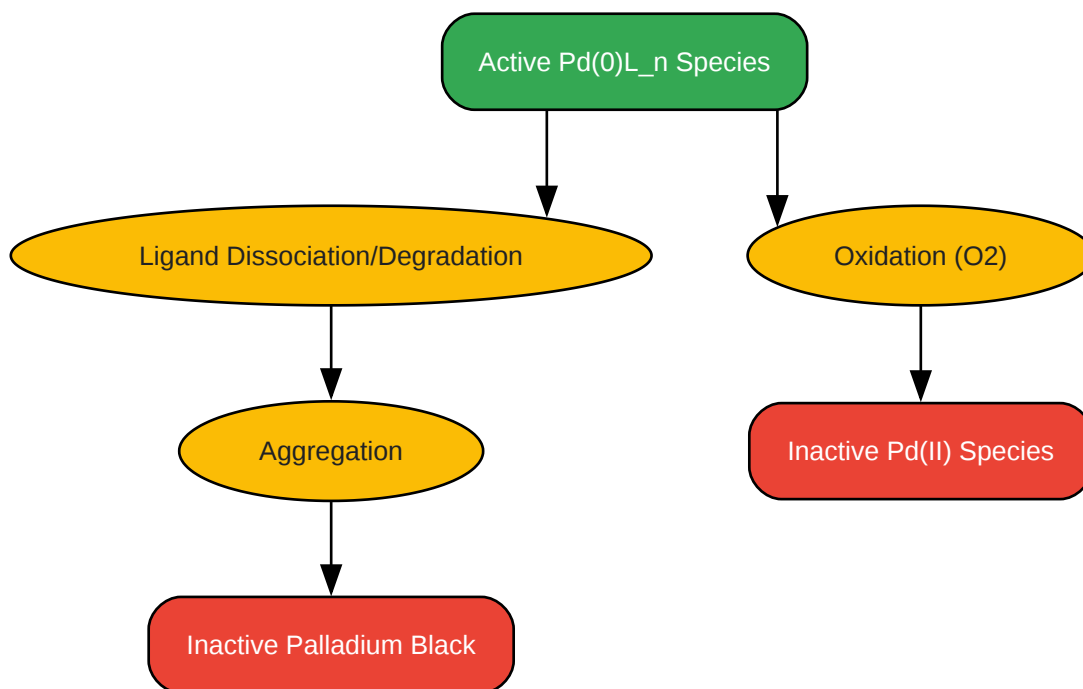 Active Pd(0)L_n Species
Ligand Dissociation/Degradation
Oxidation (O2)
Aggregation
Inactive Pd(II) Species
Inactive Palladium Black